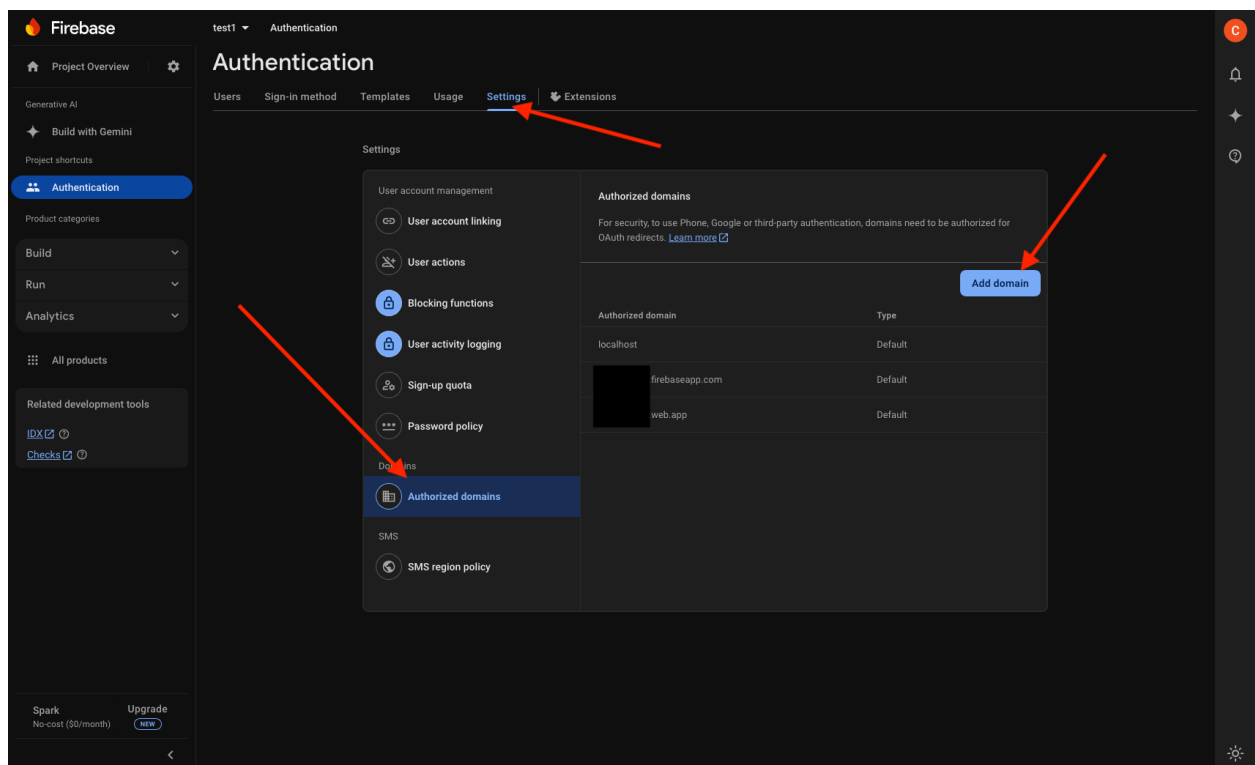 Firebase
test1 Authentication
C
Project Overview
Authentication
Users Sign-in method Templates Usage Settings Extensions
Generative AI
Build with Gemini
Project shortcuts
Authentication
Product categories
Build
Run
Analytics
All products
Related development tools
IDX
Checks
Spark
No-cost ($0/month)
Upgrade
NEW
Settings
User account management
User account linking
User actions
Blocking functions
User activity logging
Sign-up quota
Password policy
Domains
Authorized domains
SMS
SMS region policy
Authorized domains
For security, to use Phone, Google or third-party authentication, domains need to be authorized for
OAuth redirects. Learn more
Add domain
Authorized domain Type
localhost Default
.firebaseapp.com Default
.web.app Default